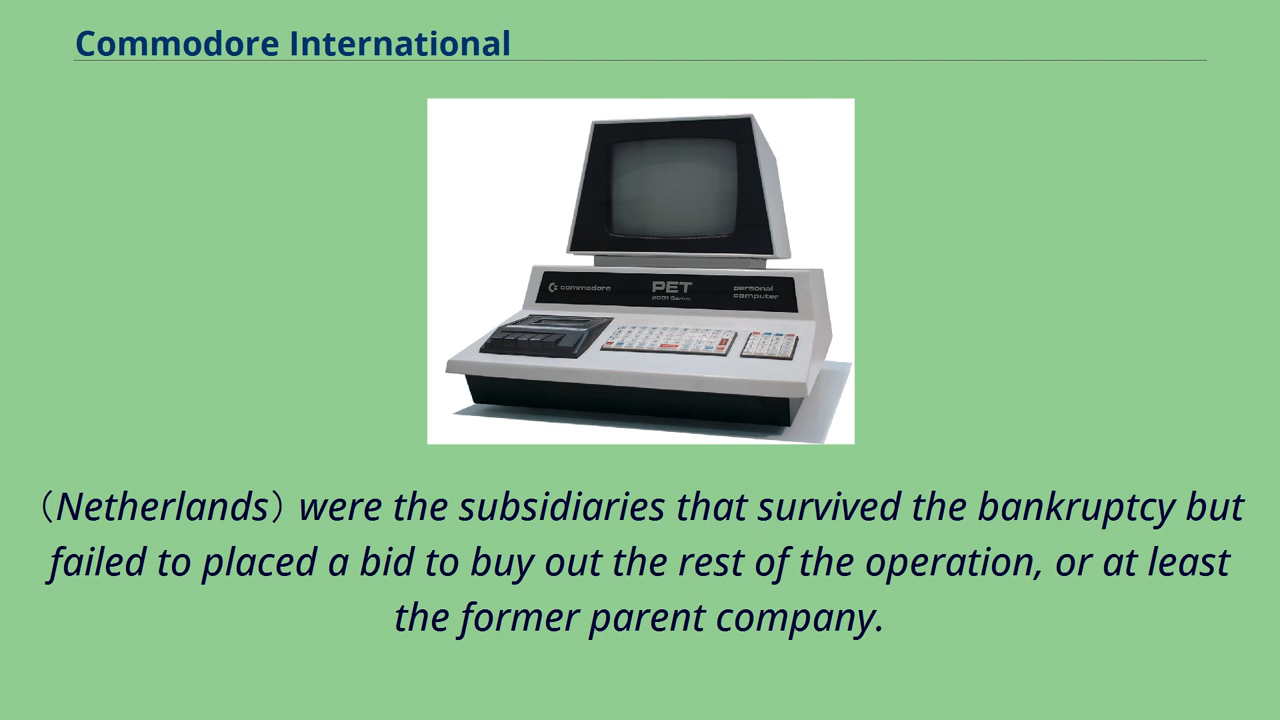 Commodore International
commodore PET personal
2001 Series computer
（Netherlands） were the subsidiaries that survived the bankruptcy but
failed to placed a bid to buy out the rest of the operation, or at least
the former parent company.